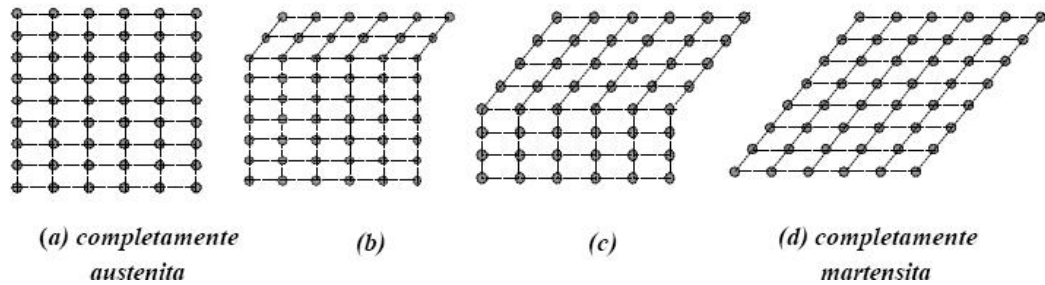 (a) completamente
austenita
(b)
(c)
(d) completamente
martensita